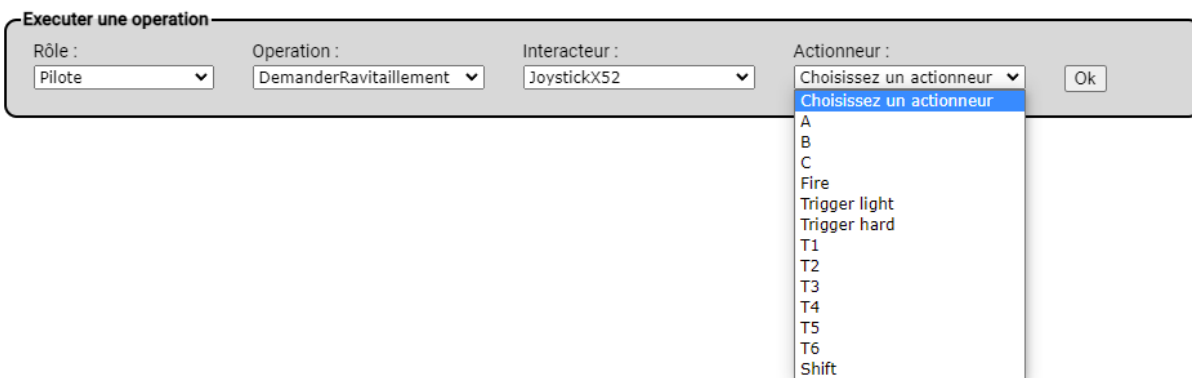 Executer une operation
Rôle : Operation : Interacteur : Actionneur :
Pilote DemanderRavitaillement JoystickX52 Choisissez un actionneur Ok
Choisissez un actionneur
A
B
C
Fire
Trigger light
Trigger hard
T1
T2
T3
T4
T5
T6
Shift